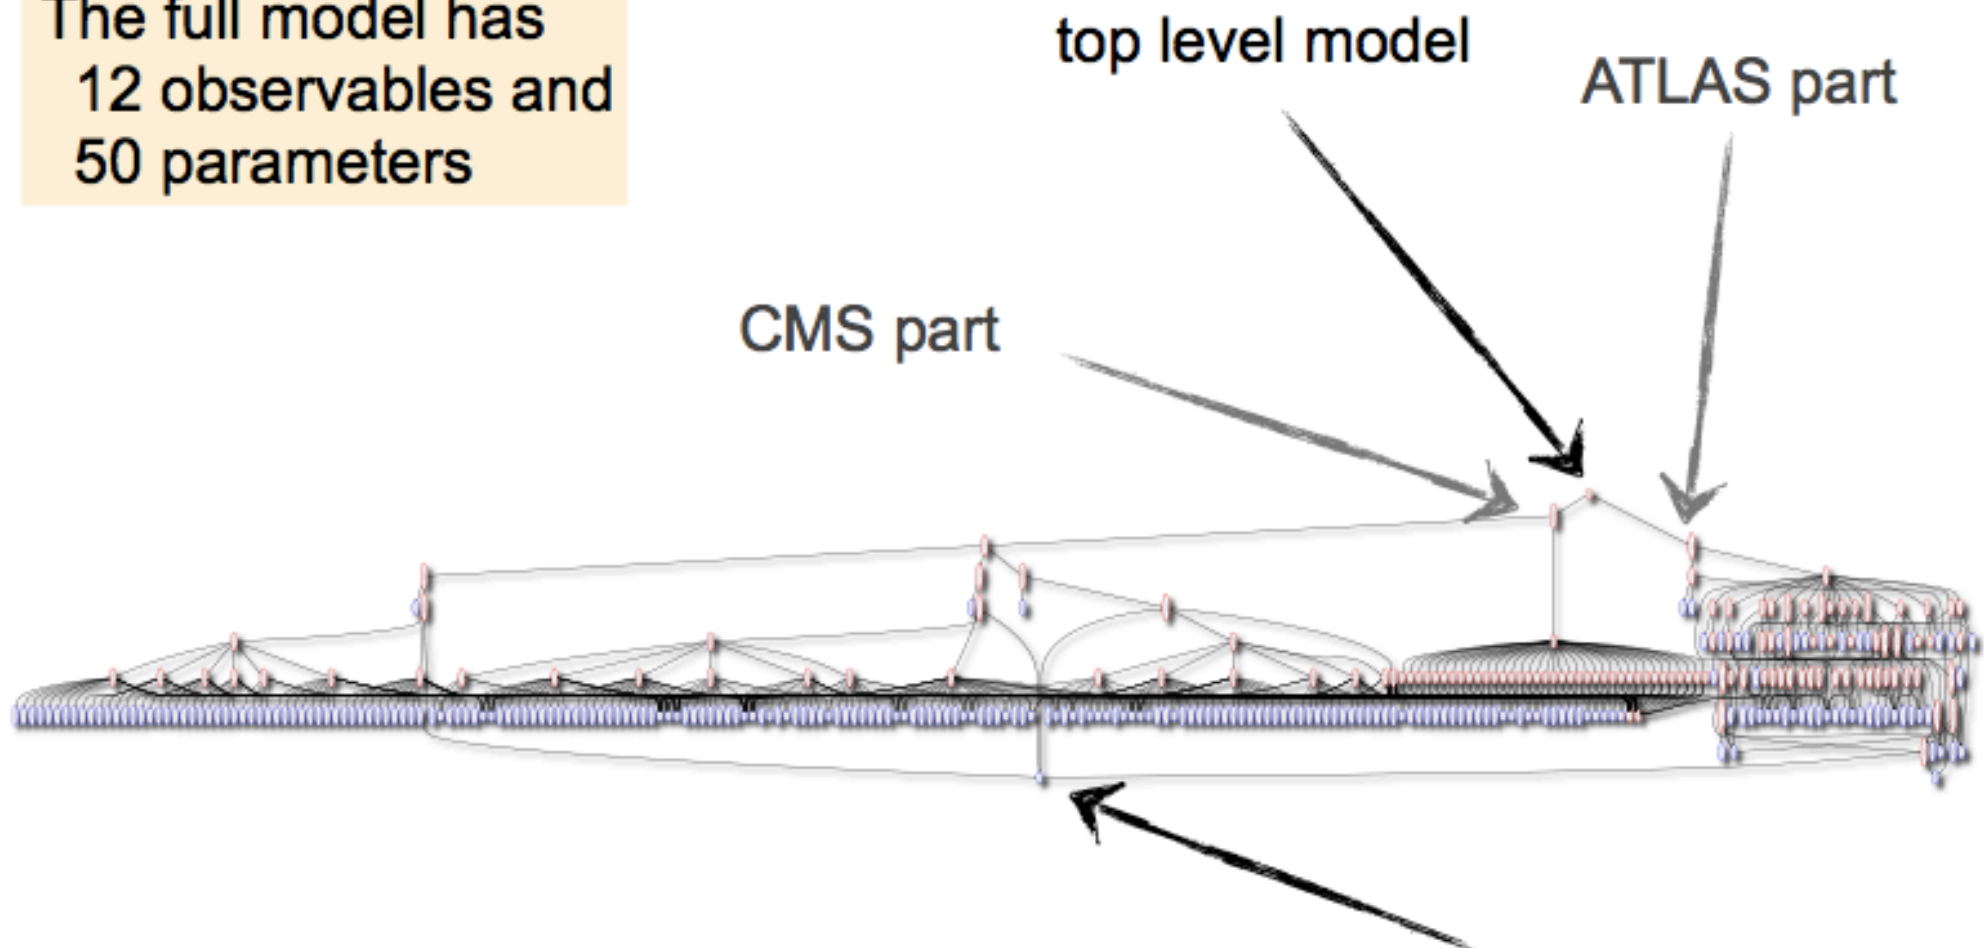 The full model has
12 observables and
50 parameters
top level model
ATLAS part
CMS part